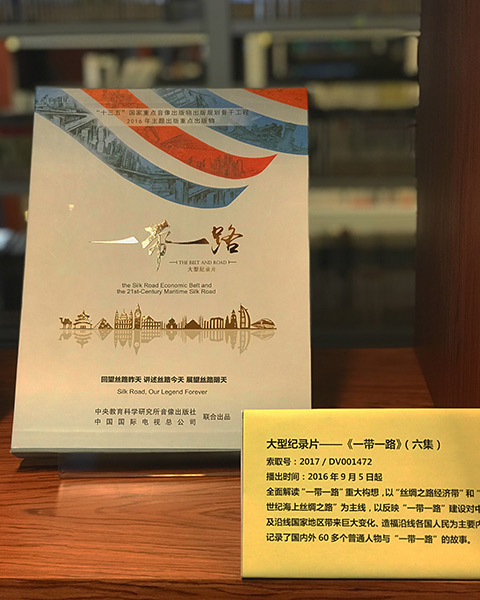 “十三五”国家重点音像出版物出版规划骨干工程
2016年主题出版重点出版物
一带一路
THE BELT AND ROAD
大型纪录片
the Silk Road Economic Belt and
the 21st-Century Maritime Silk Road
回望丝路昨天 讲述丝路今天 展望丝路明天
Silk Road, Our Legend Forever
中央教育科学研究所音像出版社
中国国际电视总公司
联合出品
大型纪录片——《一带一路》（六集）
索取号：2017 / DV001472
播出时间：2016 年 9 月 5 日起
全面解读“一带一路”重大构想，以“丝绸之路经济带”和“
世纪海上丝绸之路”为主线，以反映“一带一路”建设对中
及沿线国家地区带来巨大变化、造福沿线各国人民为主要内
记录了国内外 60 多个普通人物与“一带一路”的故事。